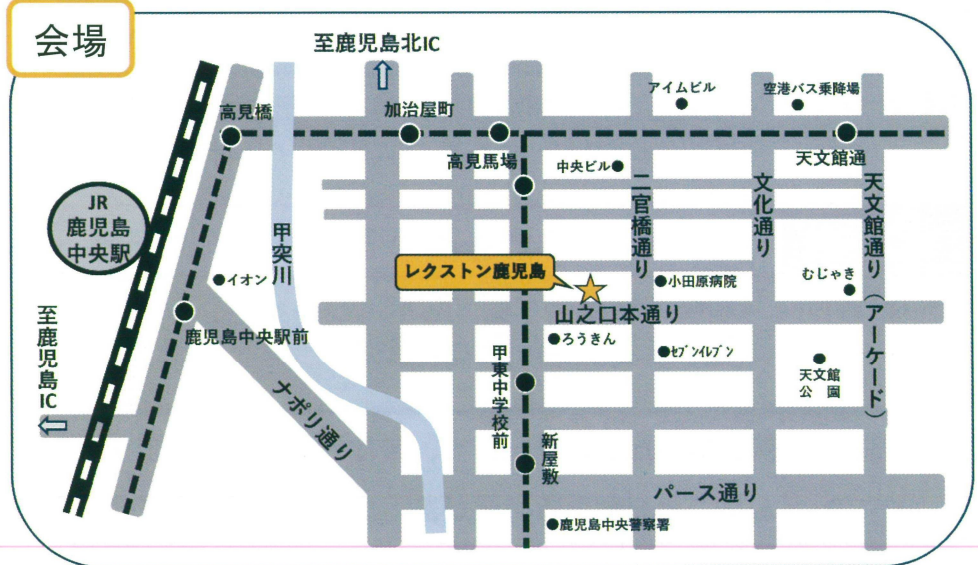 会場
至鹿児島北IC
高見橋
加治屋町
高見馬場
アイムビル
空港バス乗降場
天文館通
中央ビル
二官橋通り
文化通り
天文館通り(アーケード)
JR
鹿児島
中央駅
甲突川
イオン
レクストン鹿児島
小田原病院
むじゃき
山之口本通り
至鹿児島IC
鹿児島中央駅前
ろうきん
セブンイレブン
天文館
公園
甲東中学校前
ナポリ通り
新屋敷
パース通り
鹿児島中央警察署